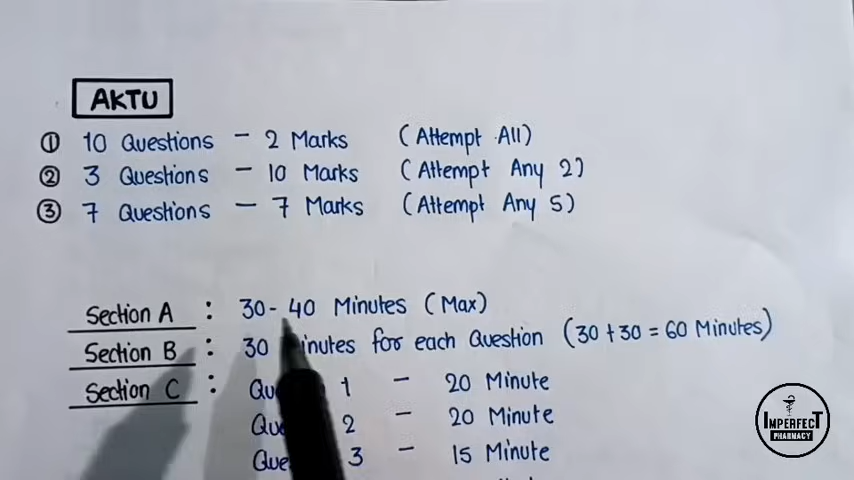 AKTU
① 10 Questions - 2 Marks (Attempt All)
② 3 Questions - 10 Marks (Attempt Any 2)
③ 7 Questions - 7 Marks (Attempt Any 5)
Section A : 30-40 Minutes (Max)
Section B : 30 Minutes for each Question (30+30 = 60 Minutes)
Section C : 1 - 20 Minute
2 - 20 Minute
3 - 15 Minute
IMPERFECT
PHARMACY